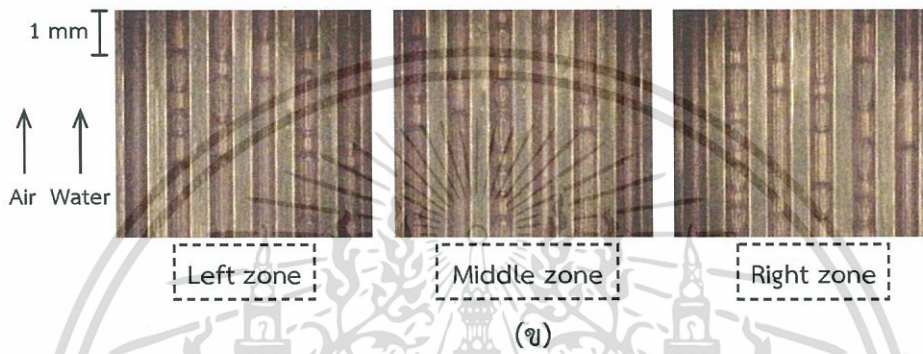 1 mm
Air Water
Left zone
Middle zone
Right zone
(ข)